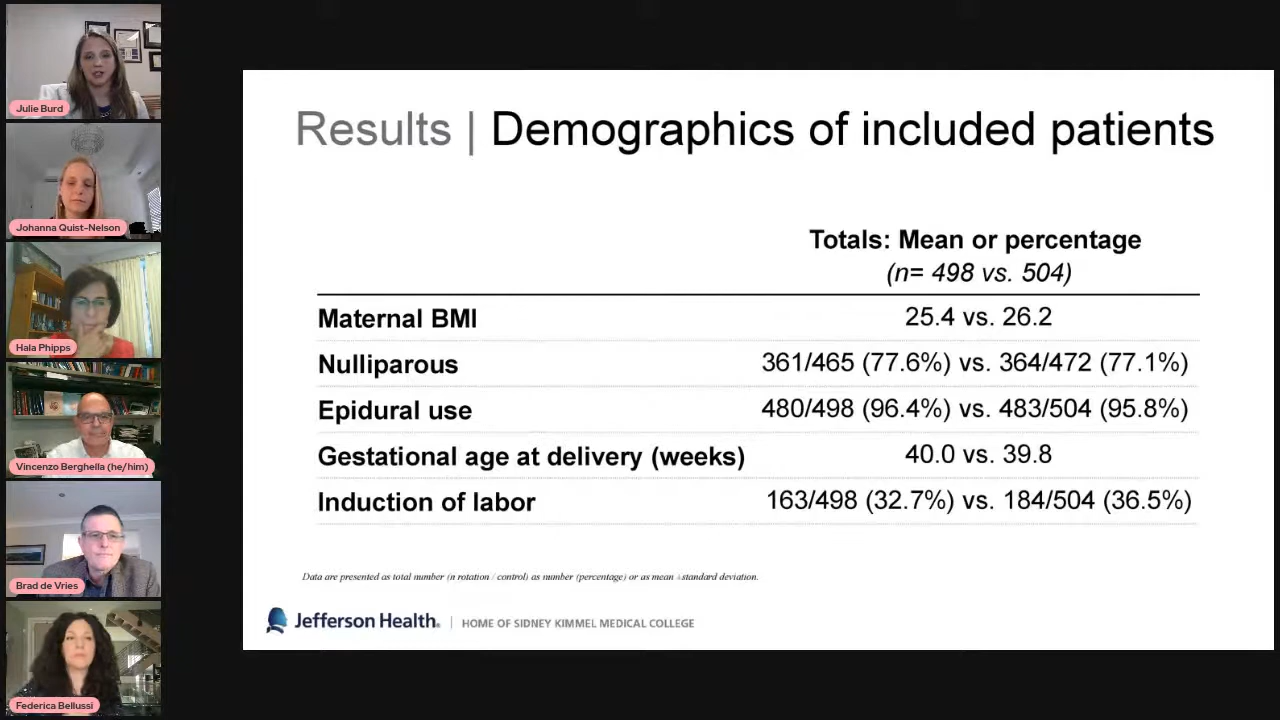 Julie Burd
Johanna Quist-Nelson
Hala Phipps
Vincenzo Berghella (he/him)
Brad de Vries
Federica Bellussi
Results | Demographics of included patients
Totals: Mean or percentage
(n= 498 vs. 504)
Maternal BMI 25.4 vs. 26.2
Nulliparous 361/465 (77.6%) vs. 364/472 (77.1%)
Epidural use 480/498 (96.4%) vs. 483/504 (95.8%)
Gestational age at delivery (weeks) 40.0 vs. 39.8
Induction of labor 163/498 (32.7%) vs. 184/504 (36.5%)
Data are presented as total number (n rotation / control) as number (percentage) or as mean ±standard deviation.
Jefferson Health® | HOME OF SIDNEY KIMMEL MEDICAL COLLEGE